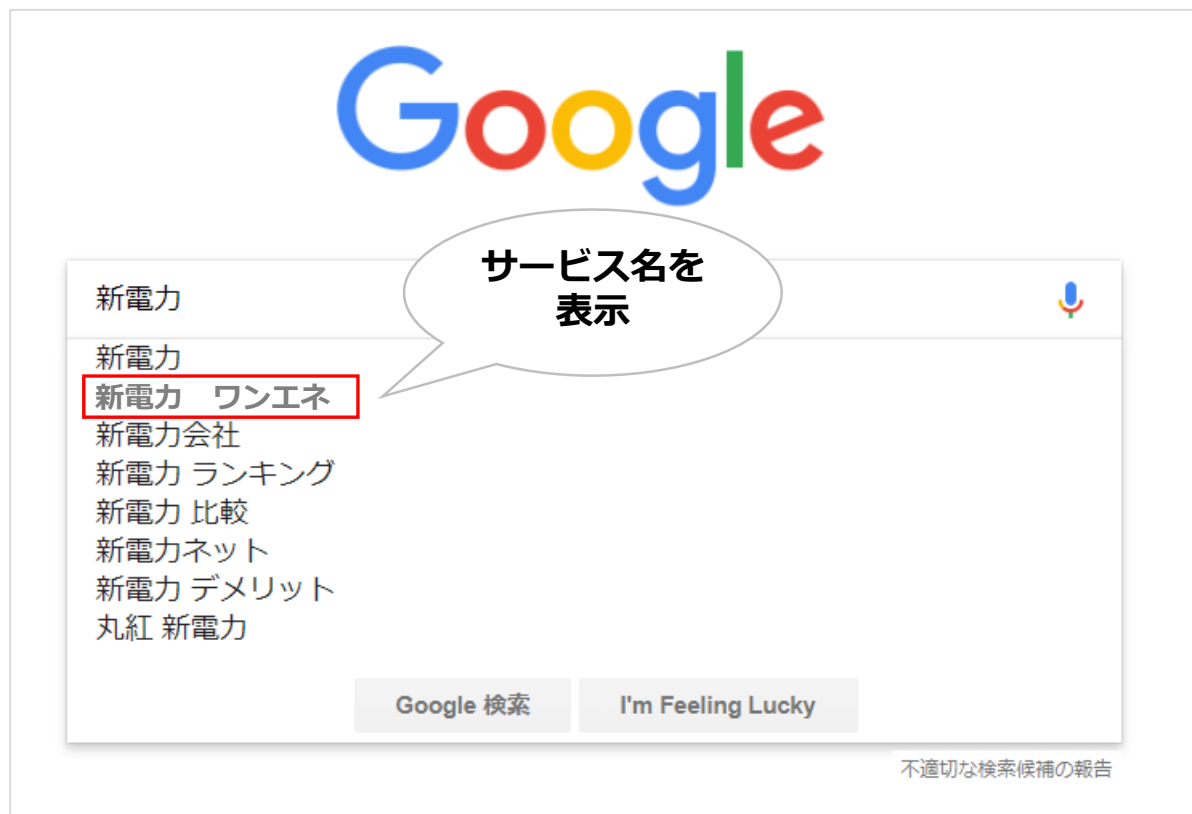 Google
サービス名を
表示
新電力
新電力
新電力　ワンエネ
新電力会社
新電力 ランキング
新電力 比較
新電力ネット
新電力 デメリット
丸紅 新電力
Google 検索
I'm Feeling Lucky
不適切な検索候補の報告